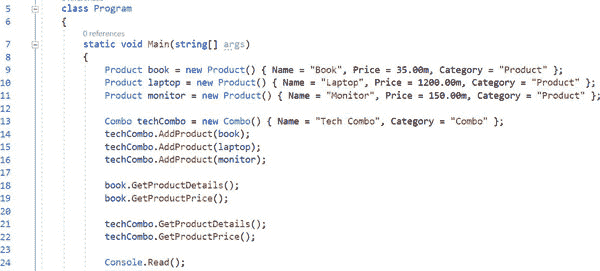 5 class Program
6 {
0 references
7 static void Main(string[] args)
8 {
9 Product book = new Product() { Name = "Book", Price = 35.00m, Category = "Product" };
10 Product laptop = new Product() { Name = "Laptop", Price = 1200.00m, Category = "Product" };
11 Product monitor = new Product() { Name = "Monitor", Price = 150.00m, Category = "Product" };
12
13 Combo techCombo = new Combo() { Name = "Tech Combo", Category = "Combo" };
14 techCombo.AddProduct(book);
15 techCombo.AddProduct(laptop);
16 techCombo.AddProduct(monitor);
17
18 book.GetProductDetails();
19 book.GetProductPrice();
20
21 techCombo.GetProductDetails();
22 techCombo.GetProductPrice();
23
24 Console.Read();